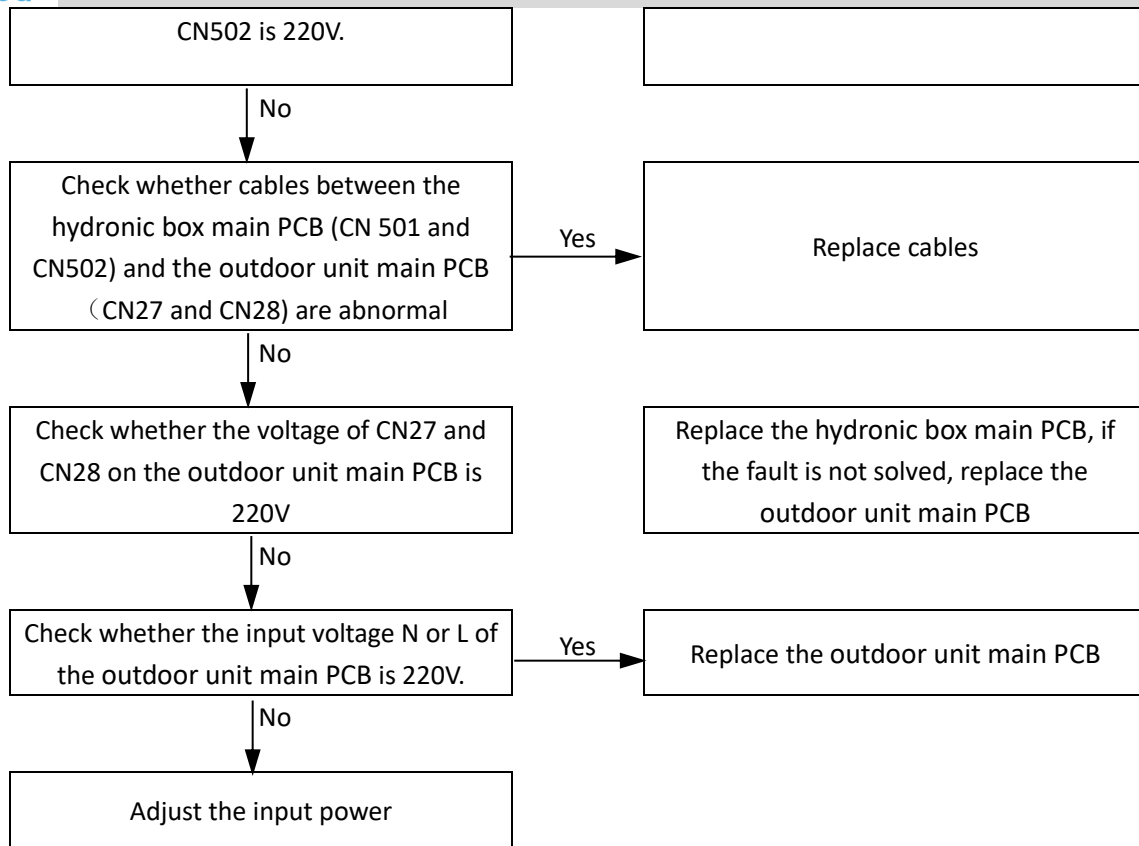 CN502 is 220V.
No
Check whether cables between the
hydronic box main PCB (CN 501 and
CN502) and the outdoor unit main PCB
（CN27 and CN28) are abnormal
Yes
Replace cables
No
Check whether the voltage of CN27 and
CN28 on the outdoor unit main PCB is
220V
Replace the hydronic box main PCB, if
the fault is not solved, replace the
outdoor unit main PCB
No
Check whether the input voltage N or L of
the outdoor unit main PCB is 220V.
Yes
Replace the outdoor unit main PCB
No
Adjust the input power